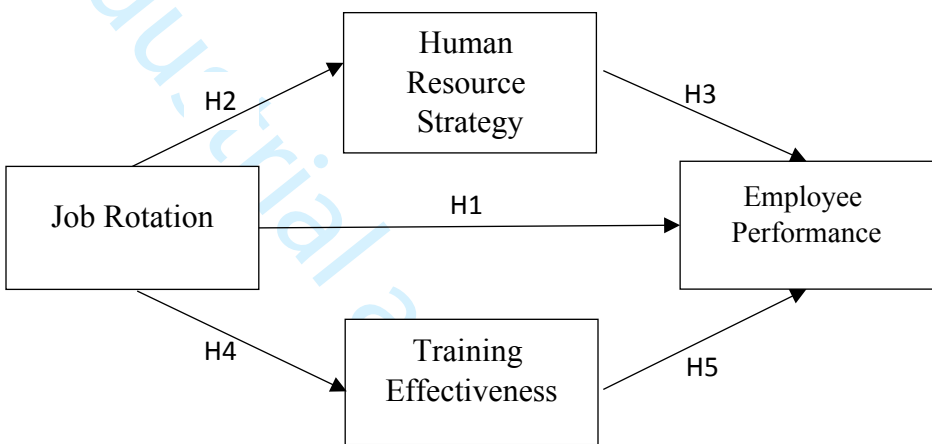 Human
Resource
Strategy
H2
H3
Job Rotation
H1
Employee
Performance
H4
Training
Effectiveness
H5